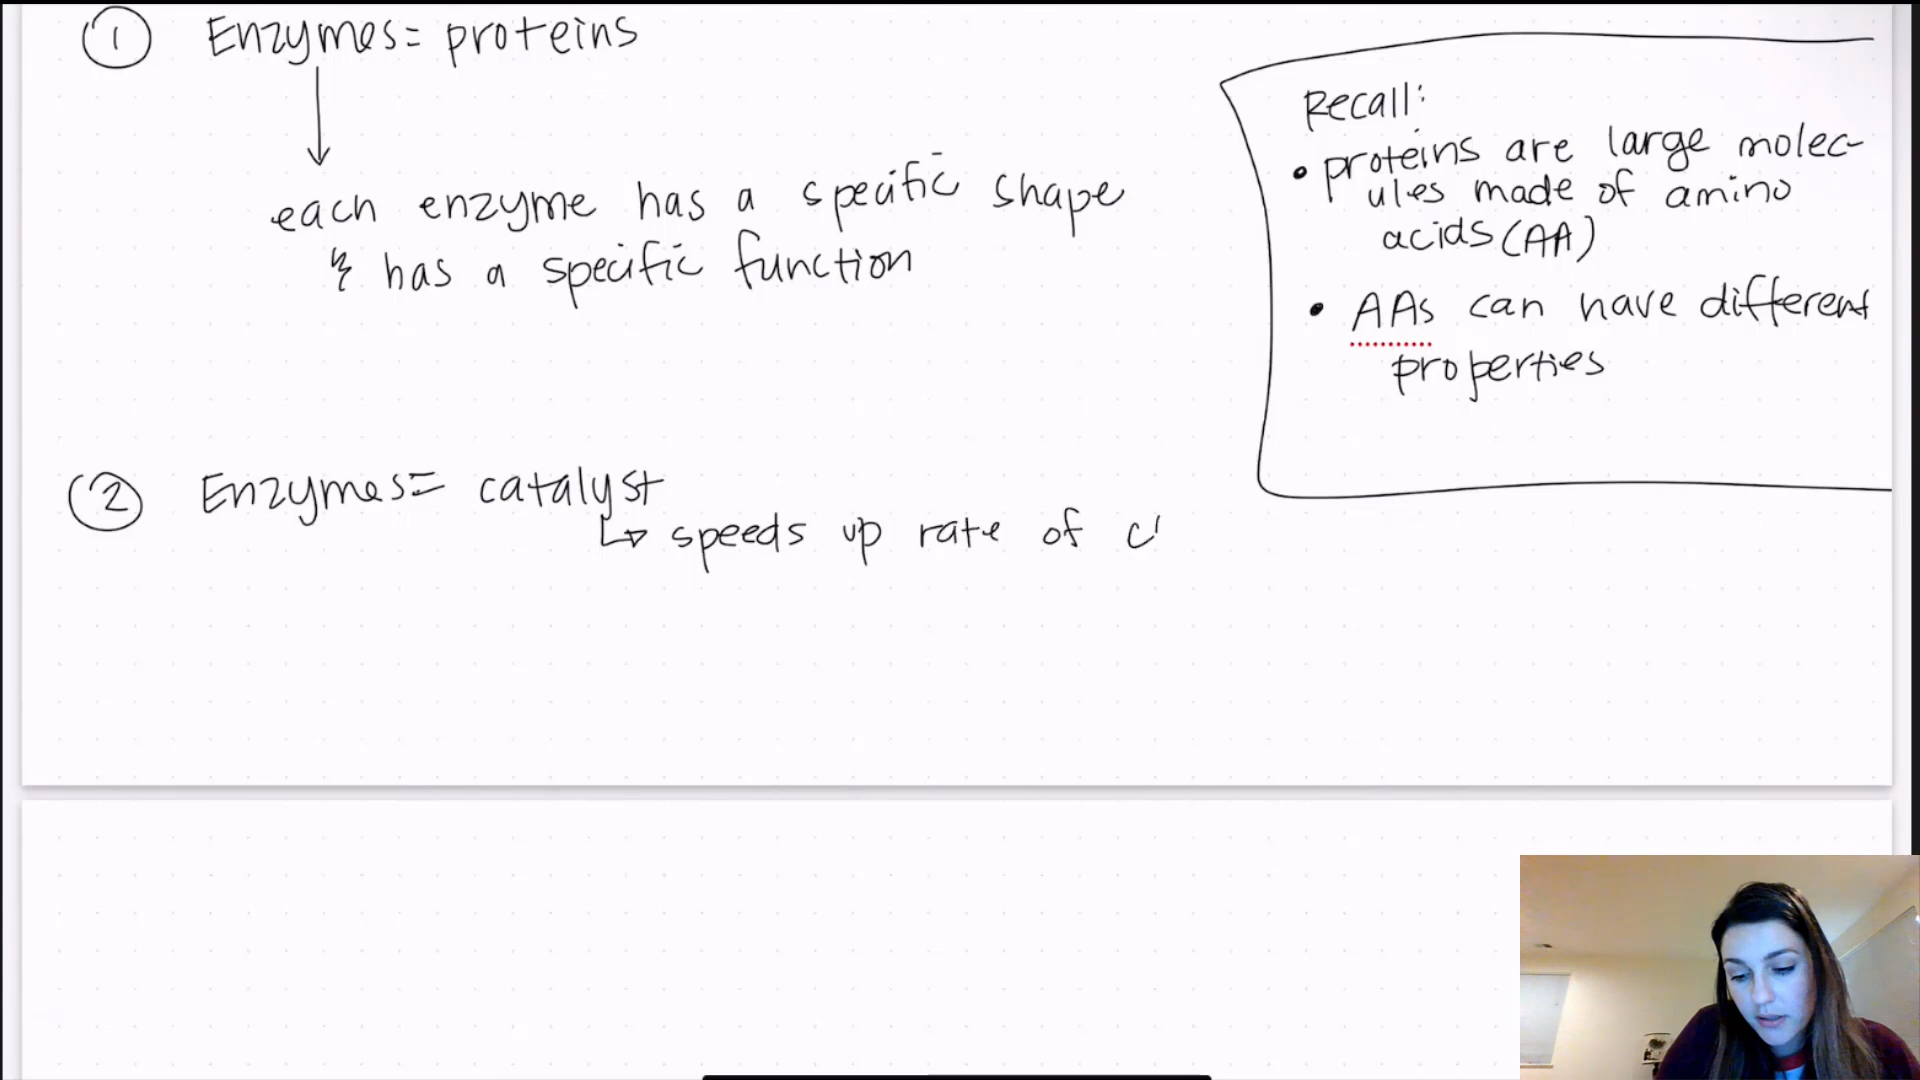 ① Enzymes = proteins
each enzyme has a specific shape
& has a specific function
Recall:
• proteins are large molec-
ules made of amino
acids (AA)
• AAs can have different
properties
② Enzymes = catalyst
↳ speeds up rate of c